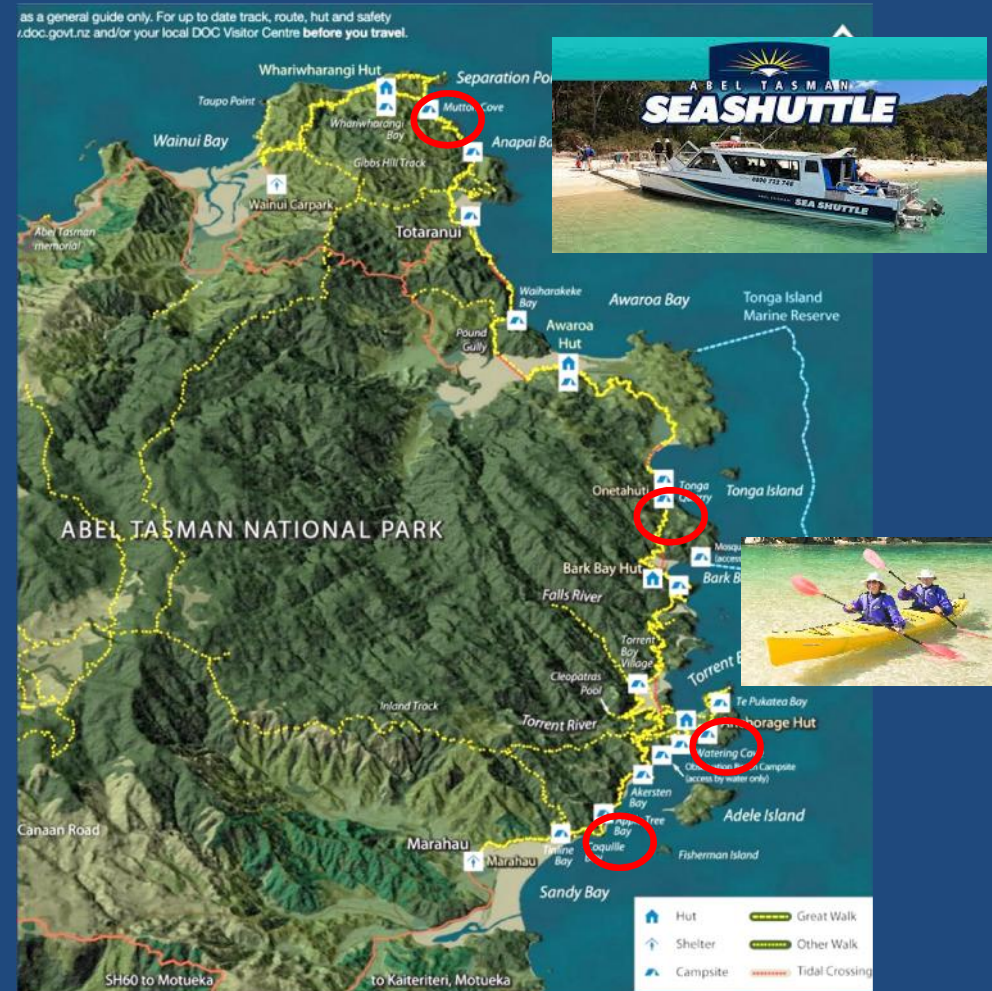 as a general guide only. For up to date track, route, hut and safety
.doc.govt.nz and/or your local DOC Visitor Centre before you travel.
Whariwharangi Hut
Separation
Taupo Point
Mutton Cove
Whariwharangi
Bay
Wainui Bay
Anapai
Gibbs Hill Track
Wainui Carpark
Abel Tasman
memorial
Totaranui
ABEL TASMAN
SEASHUTTLE
0800 732 748
SEA SHUTTLE
Waiharakeke
Bay
Awaroa Bay
Tonga Island
Marine Reserve
Pound
Gully
Awaroa
Hut
Onetahuti
Tonga
Quarry
Tonga Island
ABEL TASMAN NATIONAL PARK
Bark Bay Hut
Bark
Falls River
Torrent
Bay
Village
Torrent
Cleopatras
Pool
Te Pukatea Bay
Inland Track
Torrent River
Anchorage Hut
Watering
Observation Beach Campsite
(access by water only)
Akersten
Bay
Adele Island
Canaan Road
Apple Tree
Bay
Marahau
Marahau
Tinline
Bay
Coquille
Fisherman Island
Sandy Bay
Hut
Great Walk
Shelter
Other Walk
Campsite
Tidal Crossing
SH60 to Motueka
to Kaiteriteri, Motueka